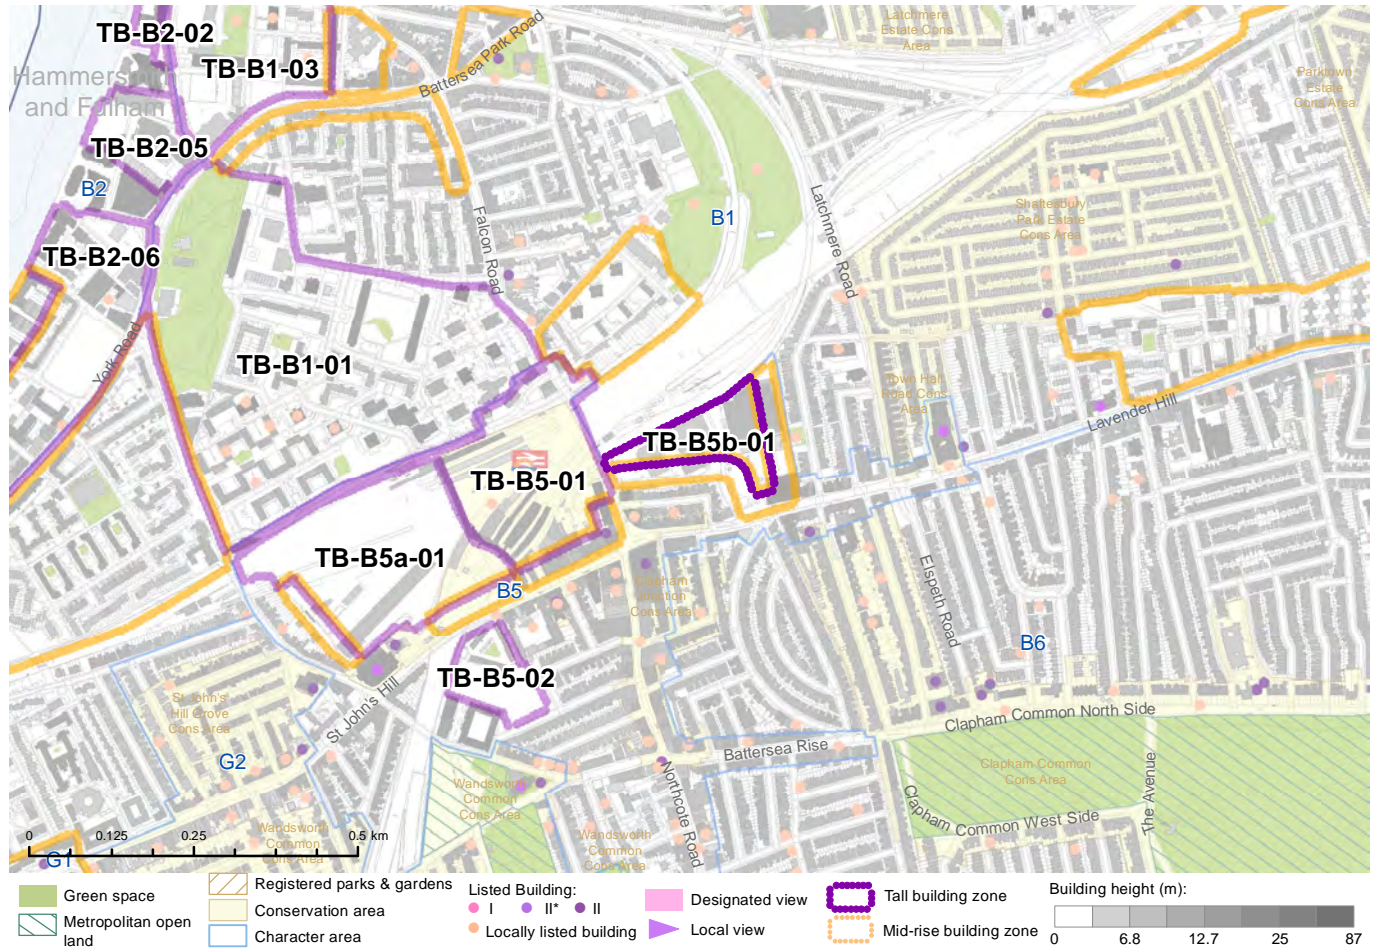 TB-B2-02
Hammersmith
and Fulham
TB-B1-03
Battersea Park Road
Latchmere
Estate Cons
Area
Parktown
Estate
Cons Area
TB-B2-05
B2
TB-B2-06
Falcon Road
B1
Latchmere Road
Shaftesbury
Park Estate
Cons Area
York Road
TB-B1-01
Town Hall
Road Cons
Area
Lavender Hill
TB-B5b-01
TB-B5-01
TB-B5a-01
B5
Clapham
Junction
Cons Area
Elspeth Road
B6
TB-B5-02
St John's
Hill Grove
Cons Area
St John's Hill
G2
Clapham Common North Side
Battersea Rise
Clapham Common
Cons Area
The Avenue
Wandsworth
Common
Cons Area
Northcote Road
Clapham Common West Side
Wandsworth
Common
Cons Area
Wandsworth
Common
Cons Area
0 0.125 0.25 0.5 km
G1
Green space
Metropolitan open
land
Registered parks & gardens
Conservation area
Character area
Listed Building:
I II* II
Locally listed building
Designated view
Local view
Tall building zone
Mid-rise building zone
Building height (m):
0 6.8 12.7 25 87